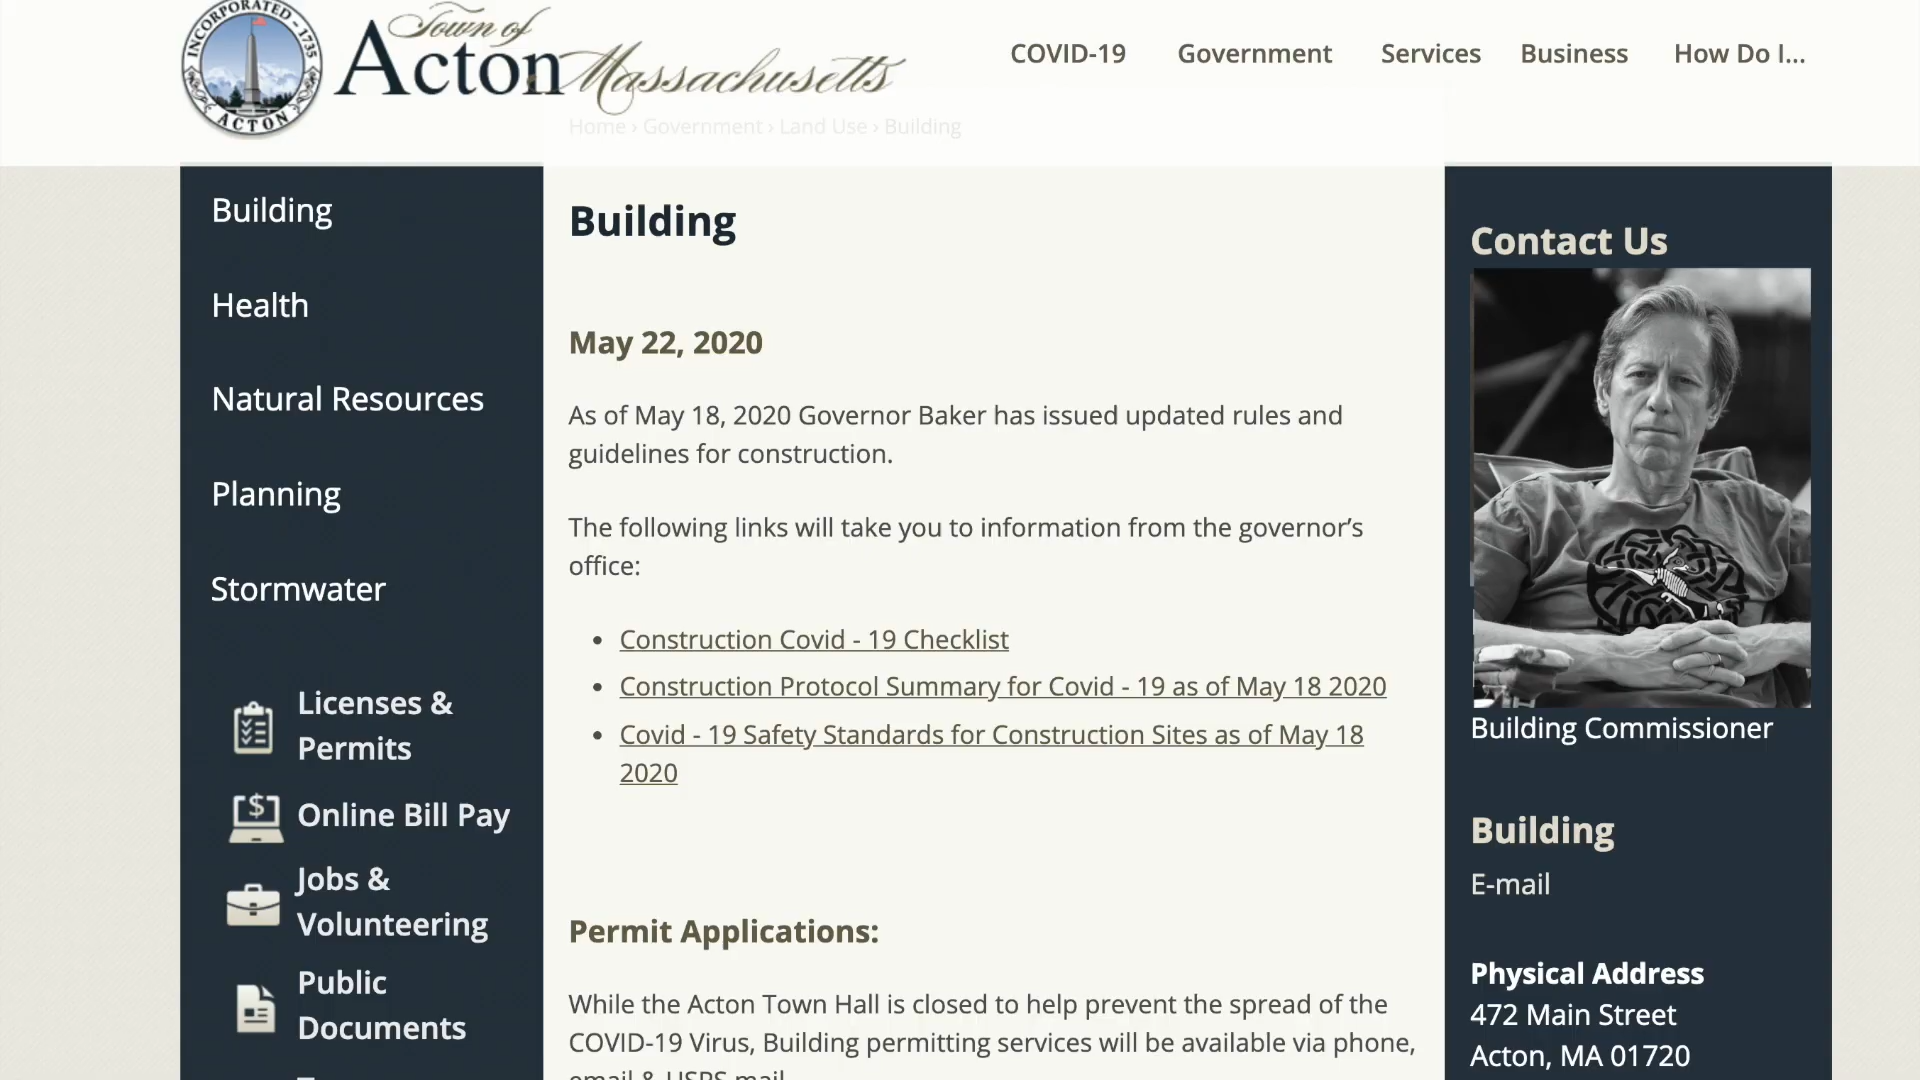 INCORPORATED - 1735
ACTON
Town of
Acton Massachusetts
COVID-19 Government Services Business How Do I...
Home › Government › Land Use › Building
Building
Health
Natural Resources
Planning
Stormwater
Licenses &
Permits
Online Bill Pay
Jobs &
Volunteering
Public
Documents
Building
May 22, 2020
As of May 18, 2020 Governor Baker has issued updated rules and
guidelines for construction.
The following links will take you to information from the governor’s
office:
• Construction Covid - 19 Checklist
• Construction Protocol Summary for Covid - 19 as of May 18 2020
• Covid - 19 Safety Standards for Construction Sites as of May 18
2020
Permit Applications:
While the Acton Town Hall is closed to help prevent the spread of the
COVID-19 Virus, Building permitting services will be available via phone,
email & USPS mail
Contact Us
Building Commissioner
Building
E-mail
Physical Address
472 Main Street
Acton, MA 01720